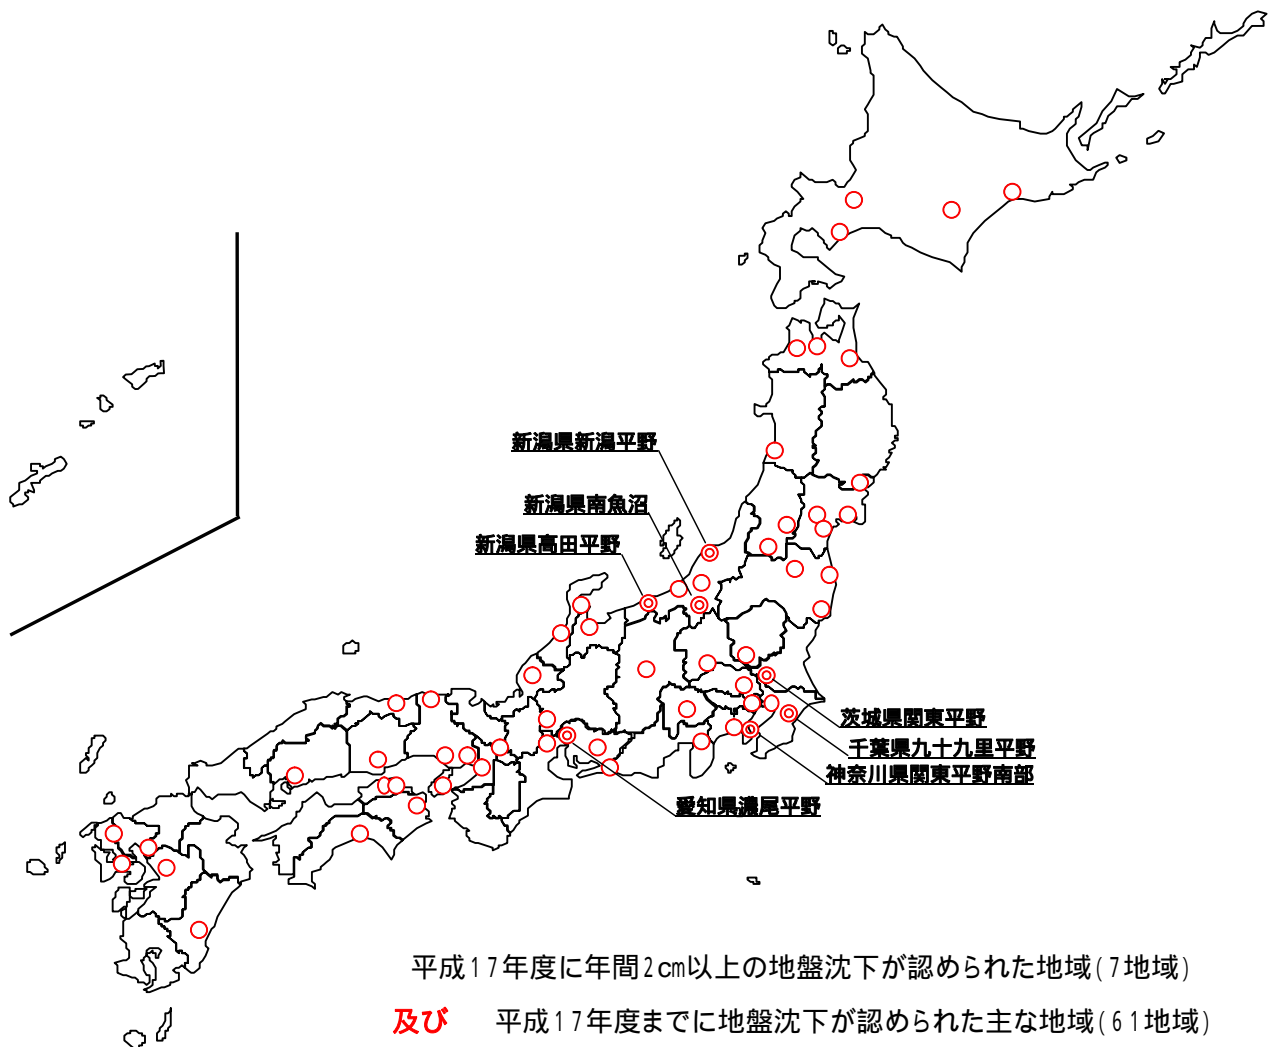 新潟県新潟平野
新潟県南魚沼
新潟県高田平野
茨城県関東平野
千葉県九十九里平野
神奈川県関東平野南部
愛知県濃尾平野
平成17年度に年間2cm以上の地盤沈下が認められた地域(7地域)
及び 平成17年度までに地盤沈下が認められた主な地域(61地域)